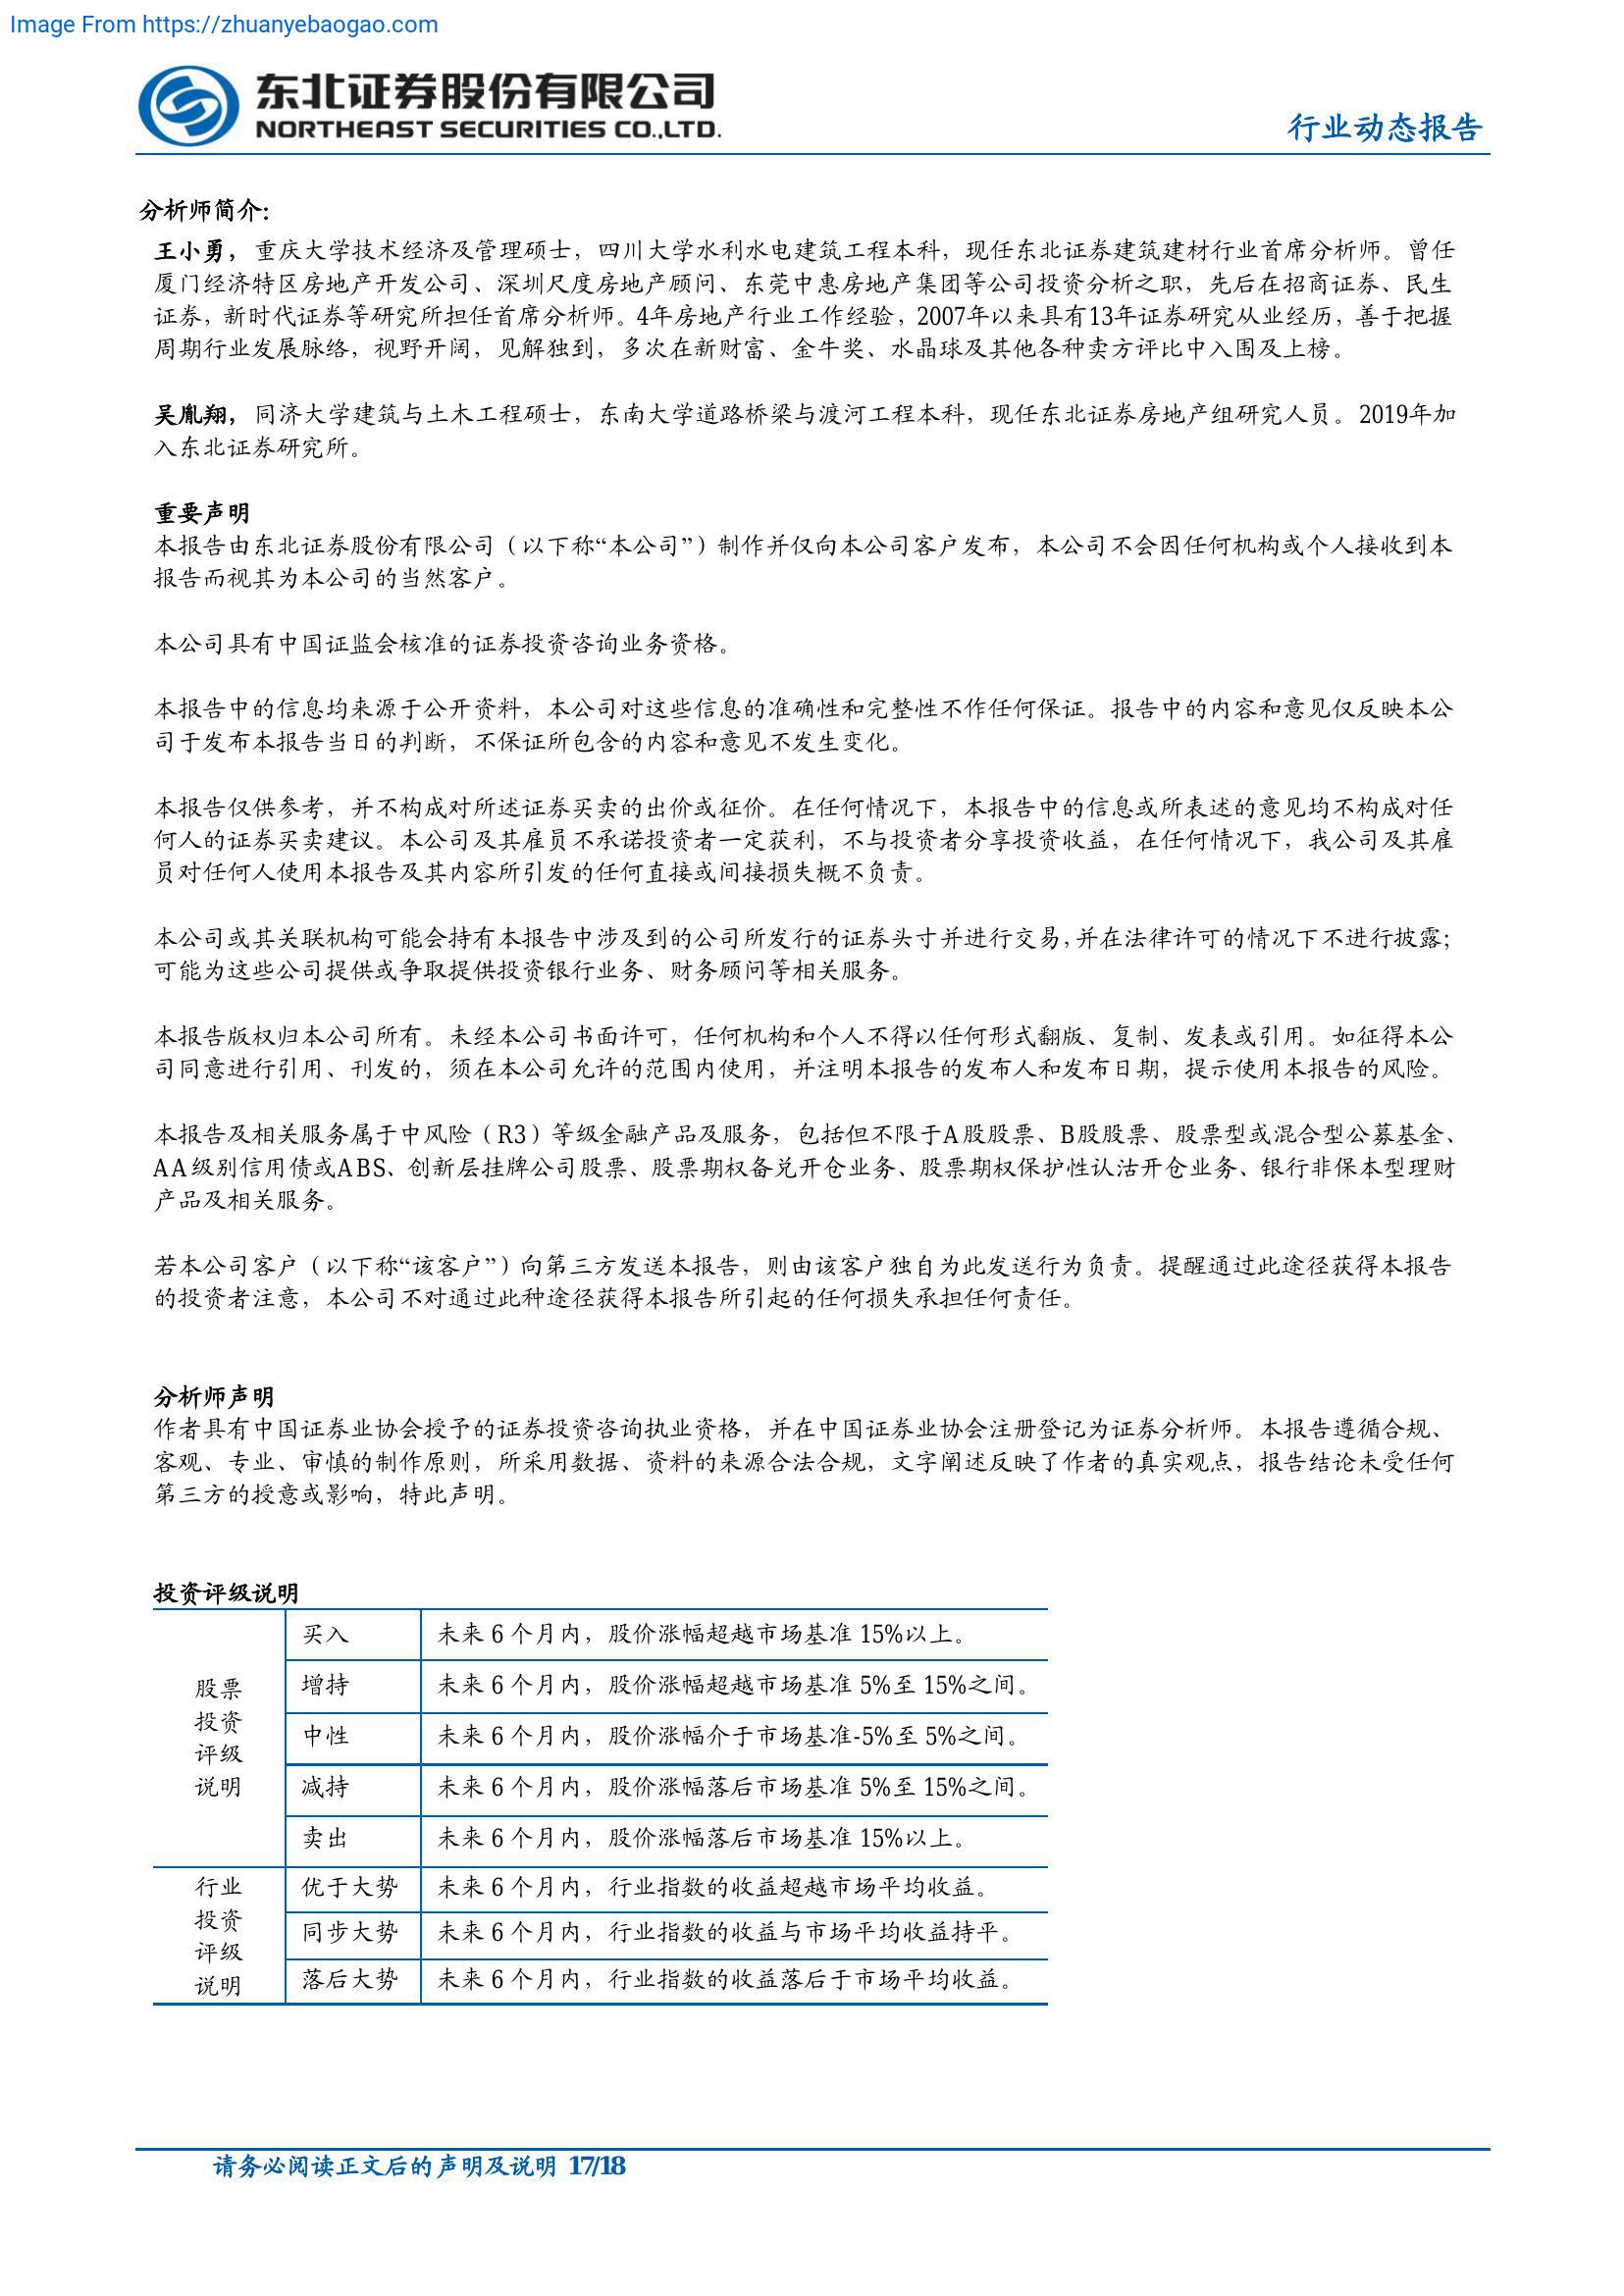 Image From https://zhuanyebaogao.com
东北证券股份有限公司
NORTHEAST SECURITIES CO.,LTD.
行业动态报告
分析师简介:
王小勇，重庆大学技术经济及管理硕士，四川大学水利水电建筑工程本科，现任东北证券建筑建材行业首席分析师。曾任
厦门经济特区房地产开发公司、深圳尺度房地产顾问、东莞中惠房地产集团等公司投资分析之职，先后在招商证券、民生
证券，新时代证券等研究所担任首席分析师。4年房地产行业工作经验，2007年以来具有13年证券研究从业经历，善于把握
周期行业发展脉络，视野开阔，见解独到，多次在新财富、金牛奖、水晶球及其他各种卖方评比中入围及上榜。
吴胤翔，同济大学建筑与土木工程硕士，东南大学道路桥梁与渡河工程本科，现任东北证券房地产组研究人员。2019年加
入东北证券研究所。
重要声明
本报告由东北证券股份有限公司（以下称“本公司”）制作并仅向本公司客户发布，本公司不会因任何机构或个人接收到本
报告而视其为本公司的当然客户。
本公司具有中国证监会核准的证券投资咨询业务资格。
本报告中的信息均来源于公开资料，本公司对这些信息的准确性和完整性不作任何保证。报告中的内容和意见仅反映本公
司于发布本报告当日的判断，不保证所包含的内容和意见不发生变化。
本报告仅供参考，并不构成对所述证券买卖的出价或征价。在任何情况下，本报告中的信息或所表述的意见均不构成对任
何人的证券买卖建议。本公司及其雇员不承诺投资者一定获利，不与投资者分享投资收益，在任何情况下，我公司及其雇
员对任何人使用本报告及其内容所引发的任何直接或间接损失概不负责。
本公司或其关联机构可能会持有本报告中涉及到的公司所发行的证券头寸并进行交易，并在法律许可的情况下不进行披露；
可能为这些公司提供或争取提供投资银行业务、财务顾问等相关服务。
本报告版权归本公司所有。未经本公司书面许可，任何机构和个人不得以任何形式翻版、复制、发表或引用。如征得本公
司同意进行引用、刊发的，须在本公司允许的范围内使用，并注明本报告的发布人和发布日期，提示使用本报告的风险。
本报告及相关服务属于中风险（R3）等级金融产品及服务，包括但不限于A股股票、B股股票、股票型或混合型公募基金、
AA级别信用债或ABS、创新层挂牌公司股票、股票期权备兑开仓业务、股票期权保护性认沽开仓业务、银行非保本型理财
产品及相关服务。
若本公司客户（以下称“该客户”）向第三方发送本报告，则由该客户独自为此发送行为负责。提醒通过此途径获得本报告
的投资者注意，本公司不对通过此种途径获得本报告所引起的任何损失承担任何责任。
分析师声明
作者具有中国证券业协会授予的证券投资咨询执业资格，并在中国证券业协会注册登记为证券分析师。本报告遵循合规、
客观、专业、审慎的制作原则，所采用数据、资料的来源合法合规，文字阐述反映了作者的真实观点，报告结论未受任何
第三方的授意或影响，特此声明。
投资评级说明
股票
投资
评级
说明
买入 未来 6 个月内，股价涨幅超越市场基准 15%以上。
增持 未来 6 个月内，股价涨幅超越市场基准 5%至 15%之间。
中性 未来 6 个月内，股价涨幅介于市场基准-5%至 5%之间。
减持 未来 6 个月内，股价涨幅落后市场基准 5%至 15%之间。
卖出 未来 6 个月内，股价涨幅落后市场基准 15%以上。
行业
投资
评级
说明
优于大势 未来 6 个月内，行业指数的收益超越市场平均收益。
同步大势 未来 6 个月内，行业指数的收益与市场平均收益持平。
落后大势 未来 6 个月内，行业指数的收益落后于市场平均收益。
请务必阅读正文后的声明及说明 17/18